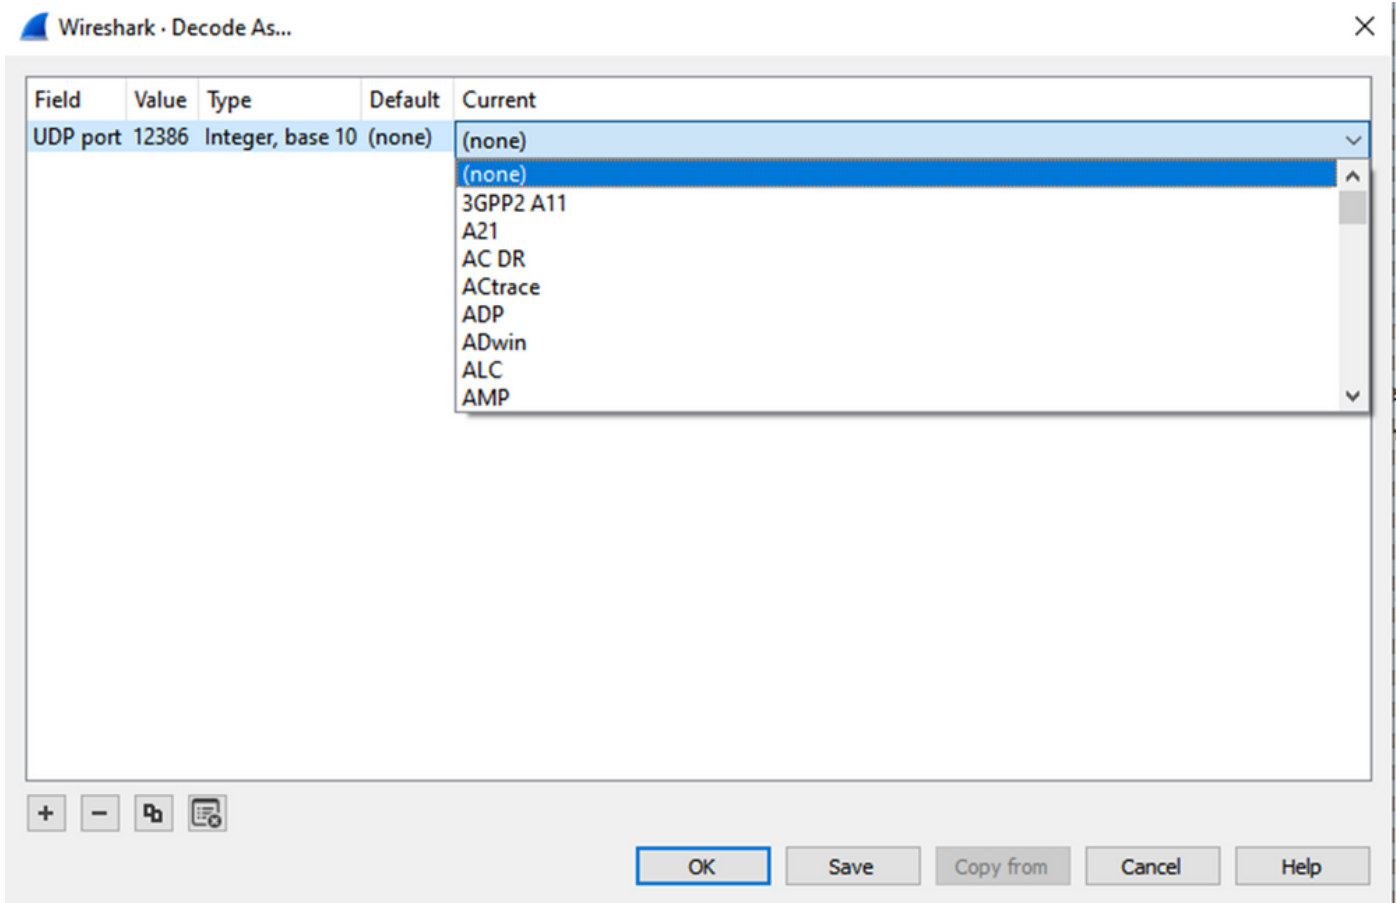 Wireshark · Decode As...
Field Value Type Default Current
UDP port 12386 Integer, base 10 (none) (none)
(none)
3GPP2 A11
A21
AC DR
ACtrace
ADP
ADwin
ALC
AMP
OK Save Copy from Cancel Help